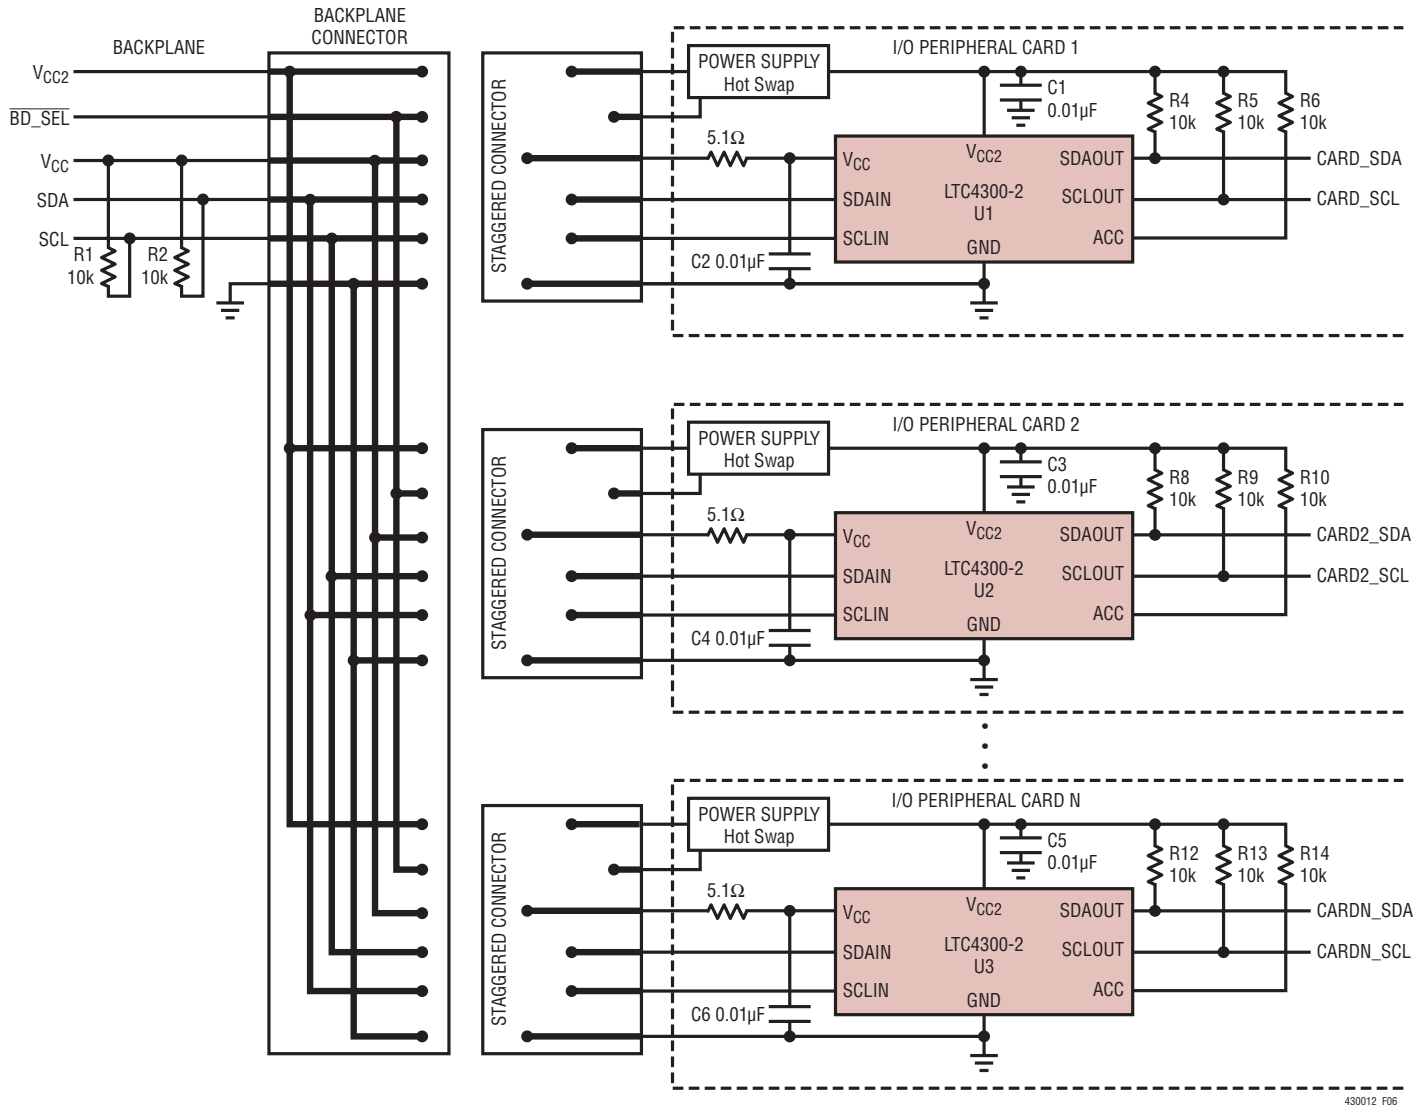 BACKPLANE
BACKPLANE
CONNECTOR
VCC2
BD_SEL
VCC
SDA
SCL
R1
10k
R2
10k
STAGGERED CONNECTOR
I/O PERIPHERAL CARD 1
POWER SUPPLY
Hot Swap
C1
0.01µF
R4
10k
R5
10k
R6
10k
5.1Ω
C2 0.01µF
VCC
VCC2
SDAOUT
SDAIN
LTC4300-2
U1
SCLOUT
SCLIN
GND
ACC
CARD_SDA
CARD_SCL
STAGGERED CONNECTOR
I/O PERIPHERAL CARD 2
POWER SUPPLY
Hot Swap
C3
0.01µF
R8
10k
R9
10k
R10
10k
5.1Ω
C4 0.01µF
VCC
VCC2
SDAOUT
SDAIN
LTC4300-2
U2
SCLOUT
SCLIN
GND
ACC
CARD2_SDA
CARD2_SCL
STAGGERED CONNECTOR
I/O PERIPHERAL CARD N
POWER SUPPLY
Hot Swap
C5
0.01µF
R12
10k
R13
10k
R14
10k
5.1Ω
C6 0.01µF
VCC
VCC2
SDAOUT
SDAIN
LTC4300-2
U3
SCLOUT
SCLIN
GND
ACC
CARDN_SDA
CARDN_SCL
430012 F06